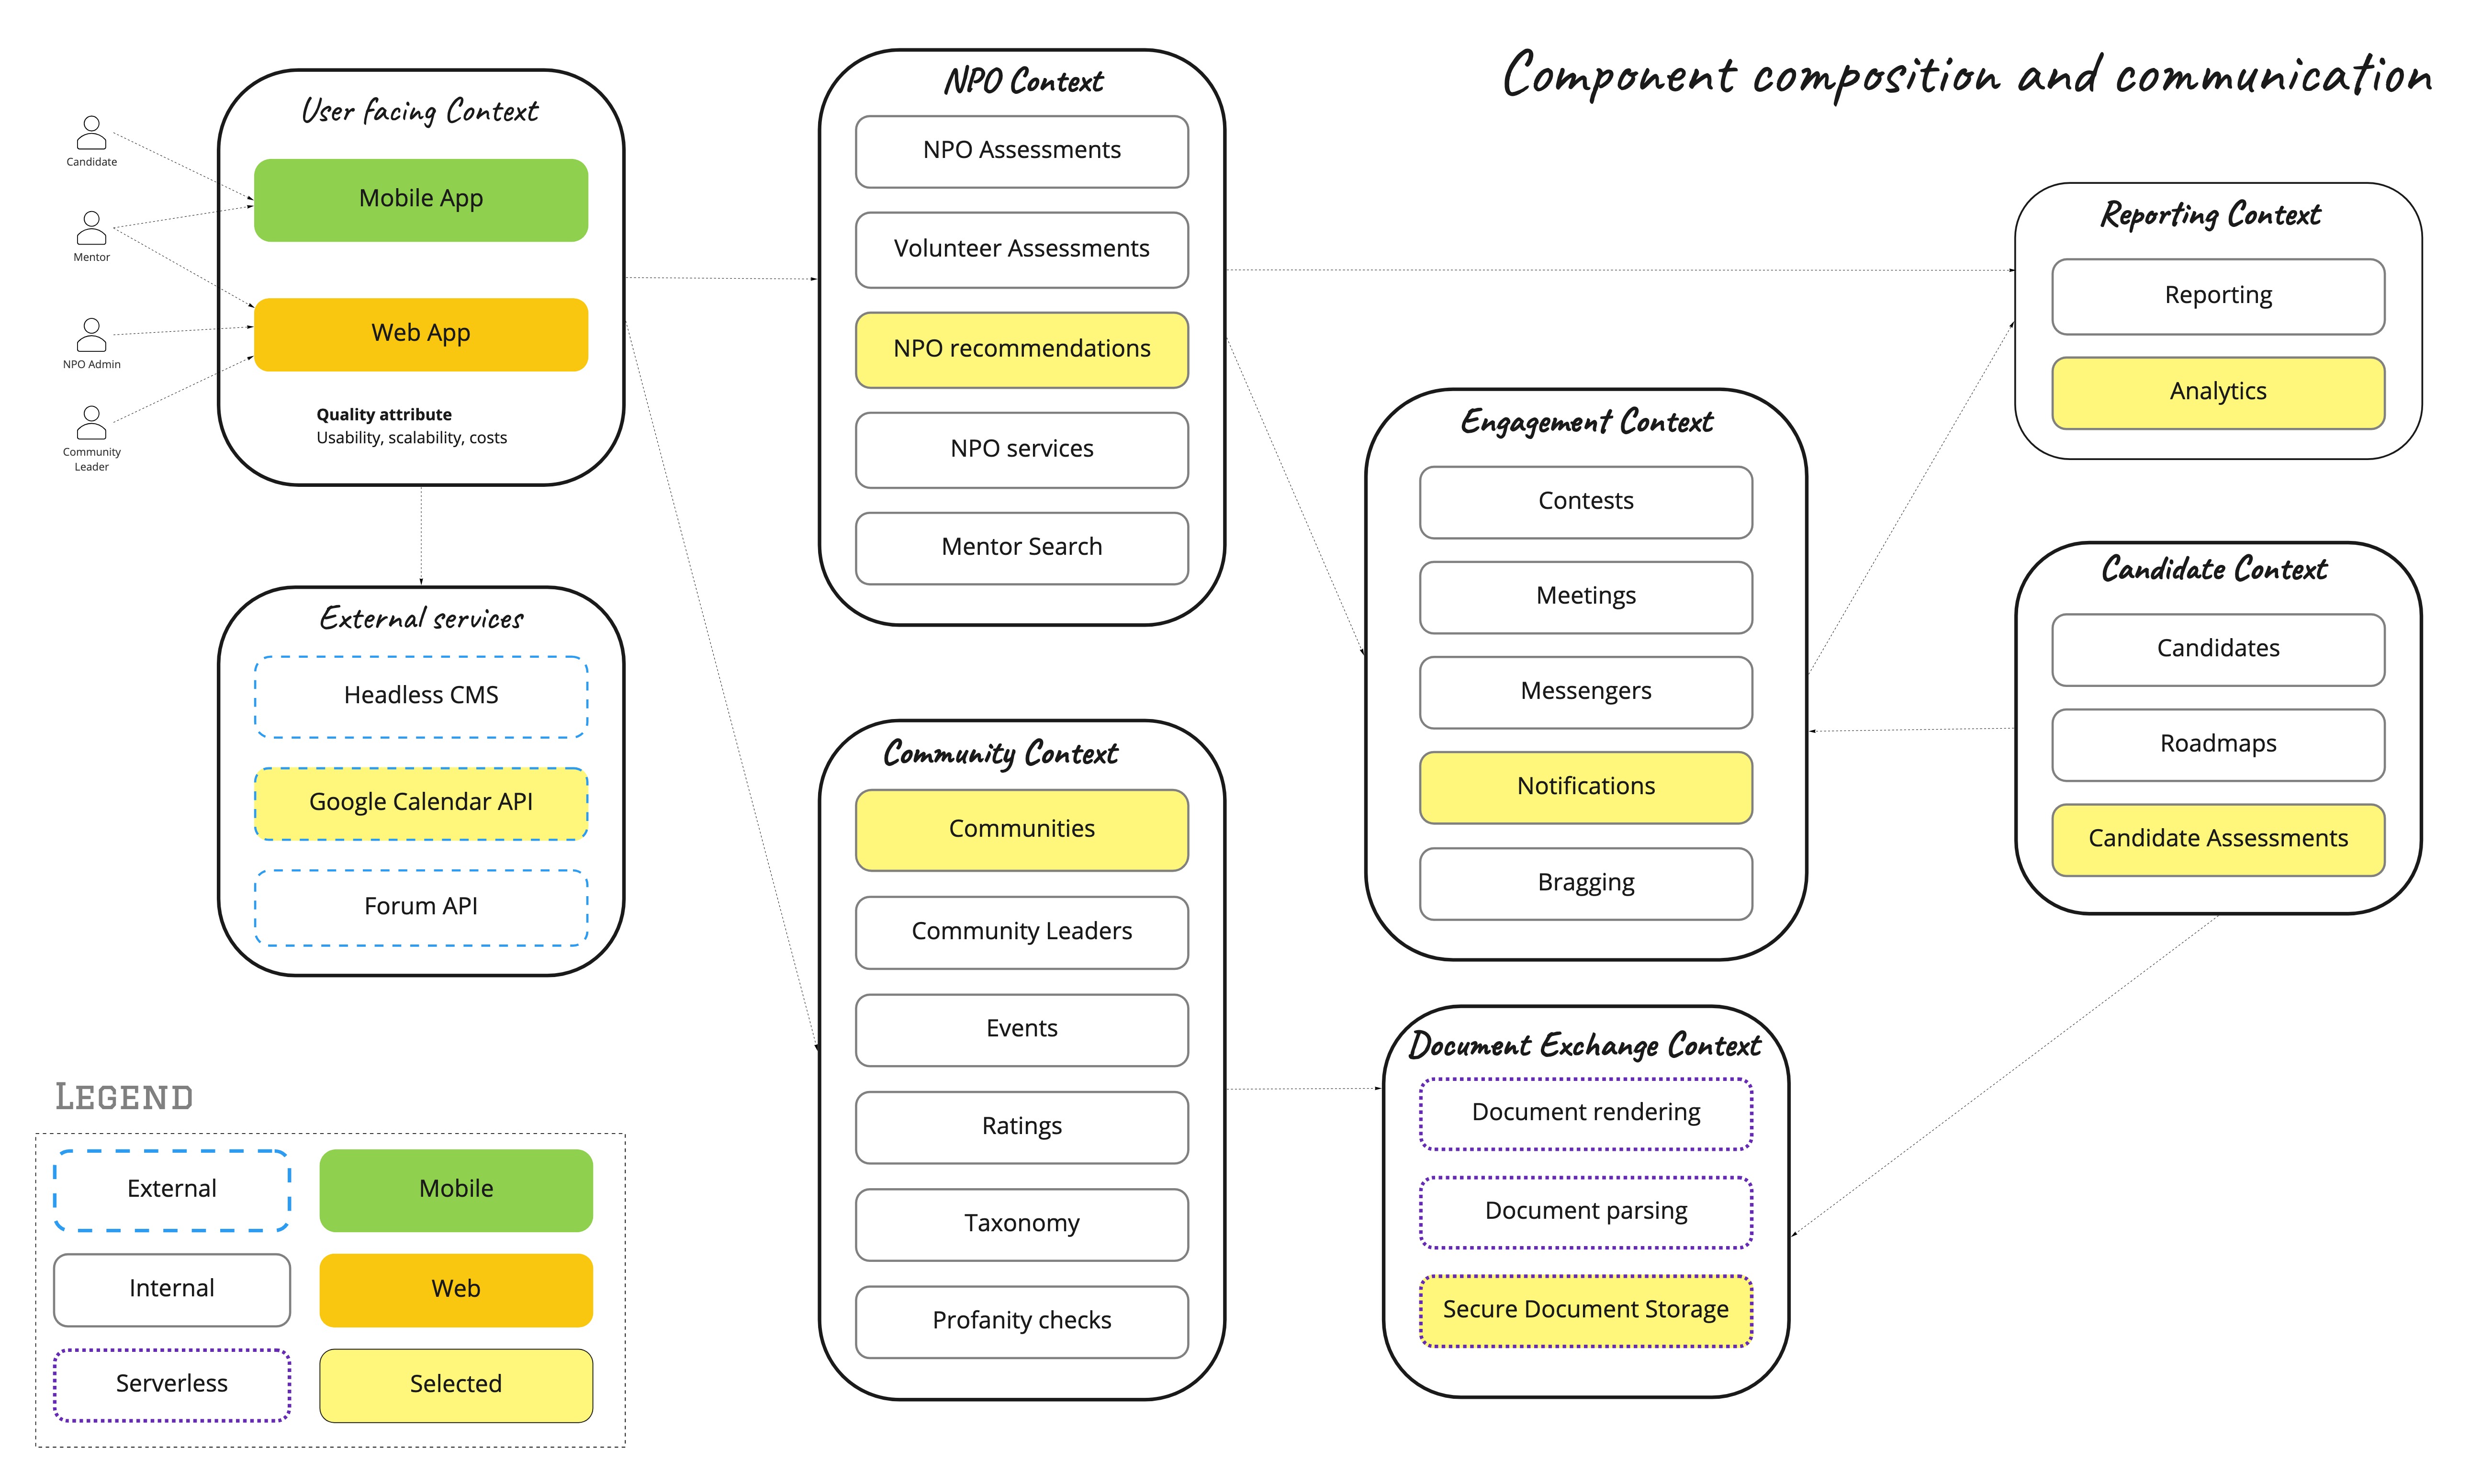 Component composition and communication
Candidate
Mentor
NPO Admin
Community
Leader
User facing Context
Mobile App
Web App
Quality attribute
Usability, scalability, costs
External services
Headless CMS
Google Calendar API
Forum API
NPO Context
NPO Assessments
Volunteer Assessments
NPO recommendations
NPO services
Mentor Search
Community Context
Communities
Community Leaders
Events
Ratings
Taxonomy
Profanity checks
Engagement Context
Contests
Meetings
Messengers
Notifications
Bragging
Document Exchange Context
Document rendering
Document parsing
Secure Document Storage
Reporting Context
Reporting
Analytics
Candidate Context
Candidates
Roadmaps
Candidate Assessments
LEGEND
External
Mobile
Internal
Web
Serverless
Selected